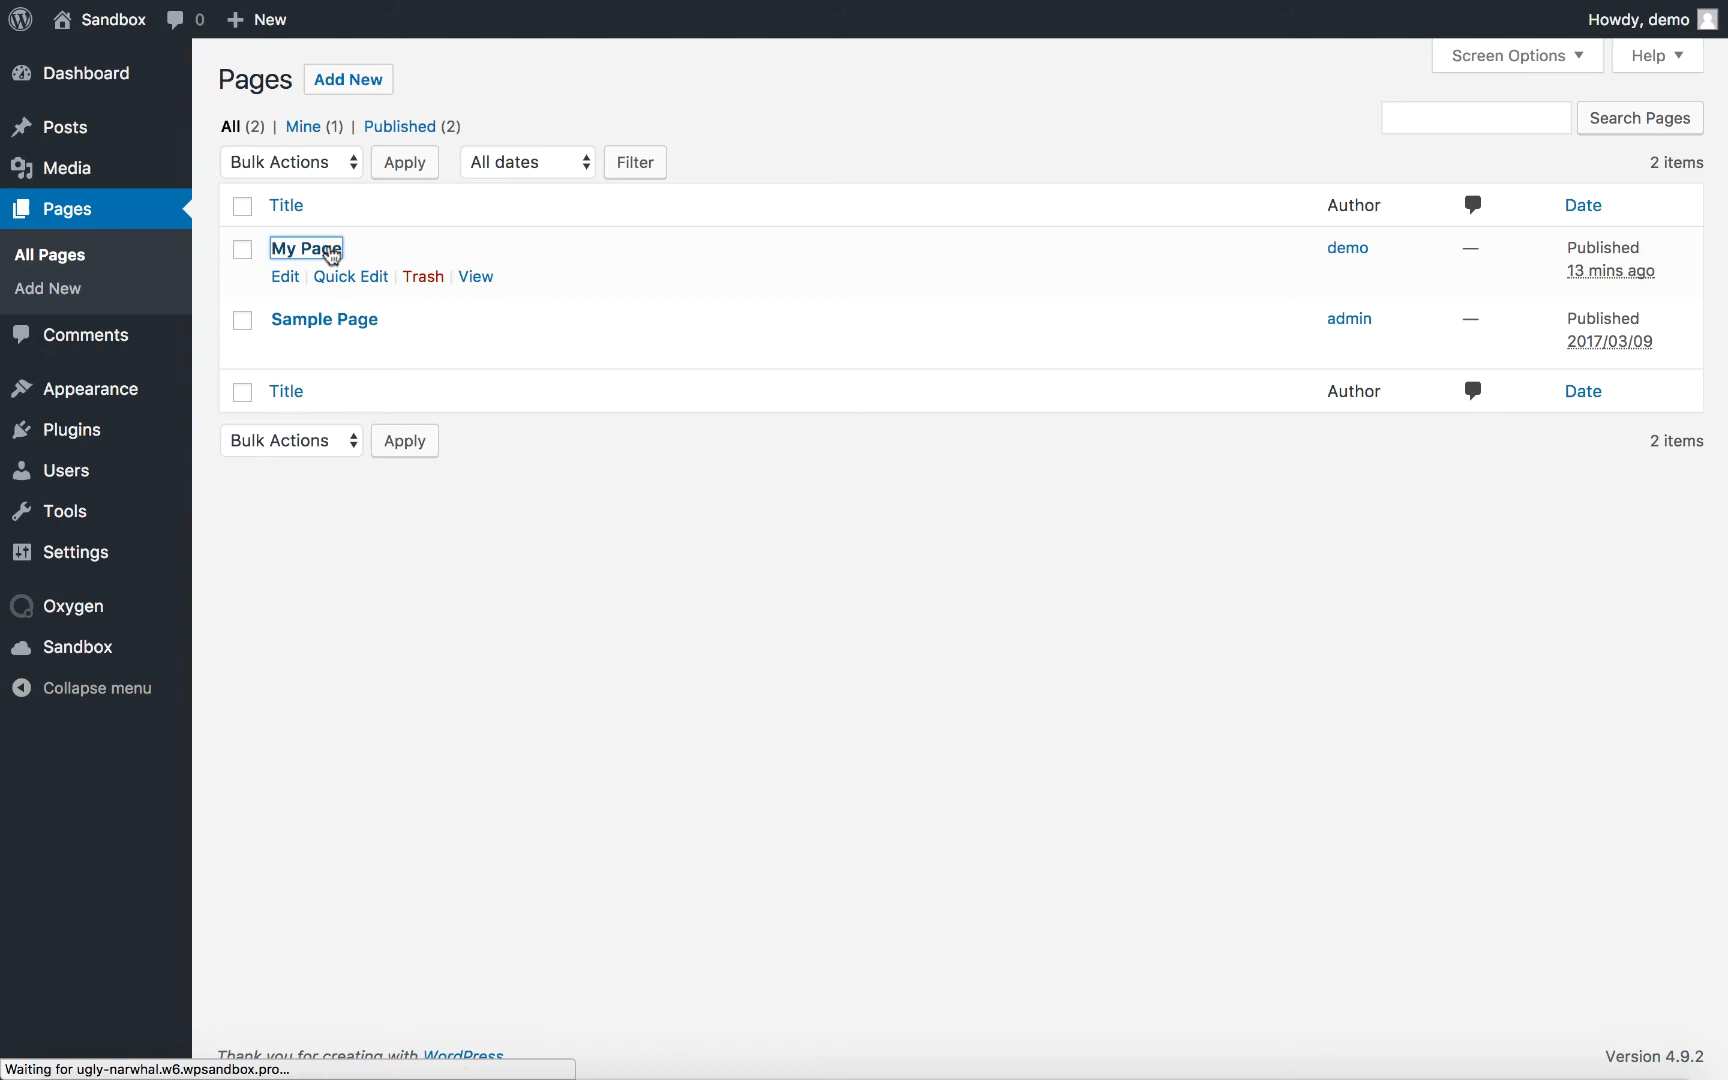 Sandbox 0 New Howdy, demo
Screen Options Help
Dashboard
Posts
Media
Pages
All Pages
Add New
Comments
Appearance
Plugins
Users
Tools
Settings
Oxygen
Sandbox
Collapse menu
Pages Add New
All (2) | Mine (1) | Published (2)
Search Pages
Bulk Actions Apply All dates Filter 2 items
Title Author Date
My Page demo — Published
13 mins ago
Edit | Quick Edit | Trash | View
Sample Page admin — Published
2017/03/09
Title Author Date
Bulk Actions Apply 2 items
Thank you for creating with WordPress
Version 4.9.2
Waiting for ugly-narwhal.w6.wpsandbox.pro...